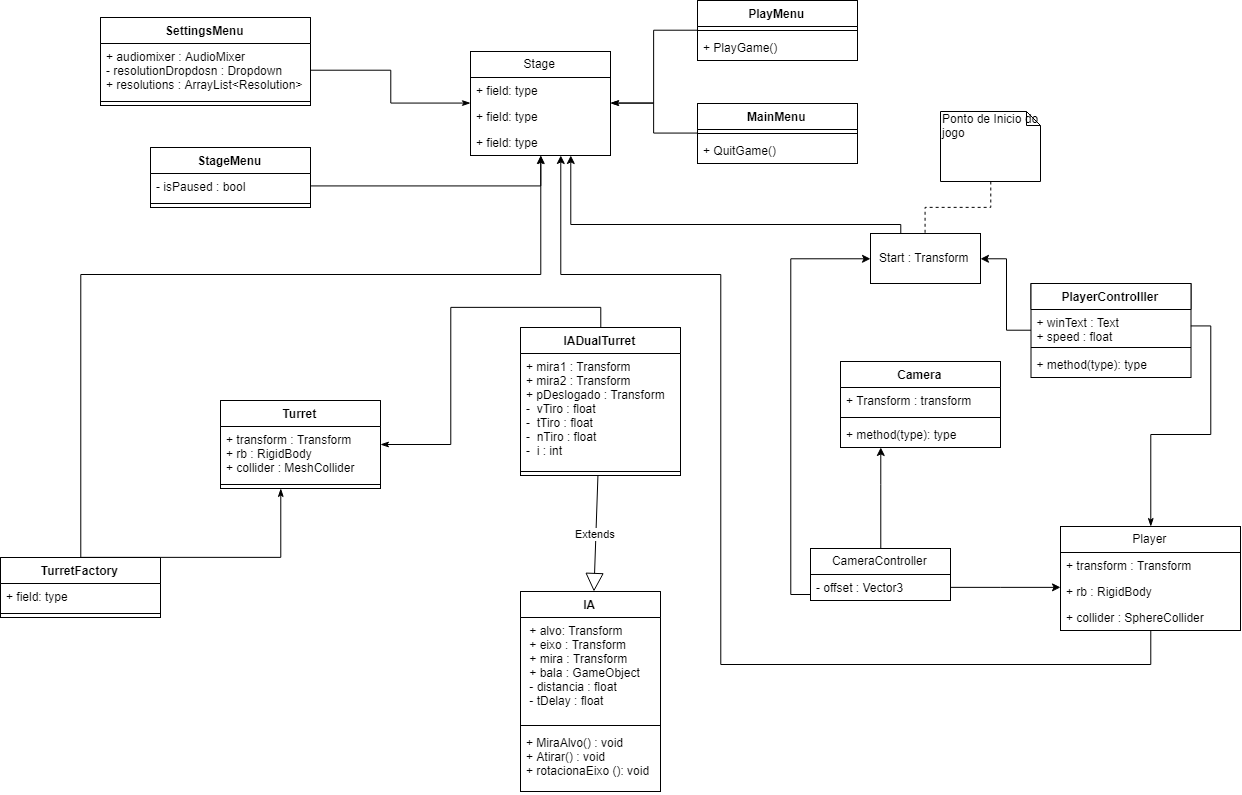 SettingsMenu
+ audiomixer : AudioMixer
- resolutionDropdosn : Dropdown
+ resolutions : ArrayList<Resolution>
Stage
+ field: type
+ field: type
+ field: type
PlayMenu
+ PlayGame()
MainMenu
+ QuitGame()
Ponto de Inicio do
jogo
StageMenu
- isPaused : bool
Start : Transform
PlayerControlller
+ winText : Text
+ speed : float
+ method(type): type
IADualTurret
+ mira1 : Transform
+ mira2 : Transform
+ pDeslogado : Transform
- vTiro : float
- tTiro : float
- nTiro : float
- i : int
Camera
+ Transform : transform
+ method(type): type
Turret
+ transform : Transform
+ rb : RigidBody
+ collider : MeshCollider
Extends
TurretFactory
+ field: type
CameraController
- offset : Vector3
Player
+ transform : Transform
+ rb : RigidBody
+ collider : SphereCollider
IA
+ alvo: Transform
+ eixo : Transform
+ mira : Transform
+ bala : GameObject
- distancia : float
- tDelay : float
+ MiraAlvo() : void
+ Atirar() : void
+ rotacionaEixo (): void